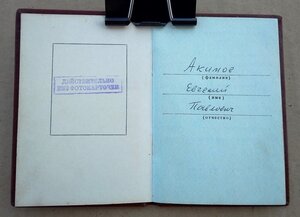 ДЕЙСТВИТЕЛЬНО
БЕЗ ФОТОКАРТОЧКИ
Акимов
(фамилия)
Евгений
(имя)
Павлович
(отчество)